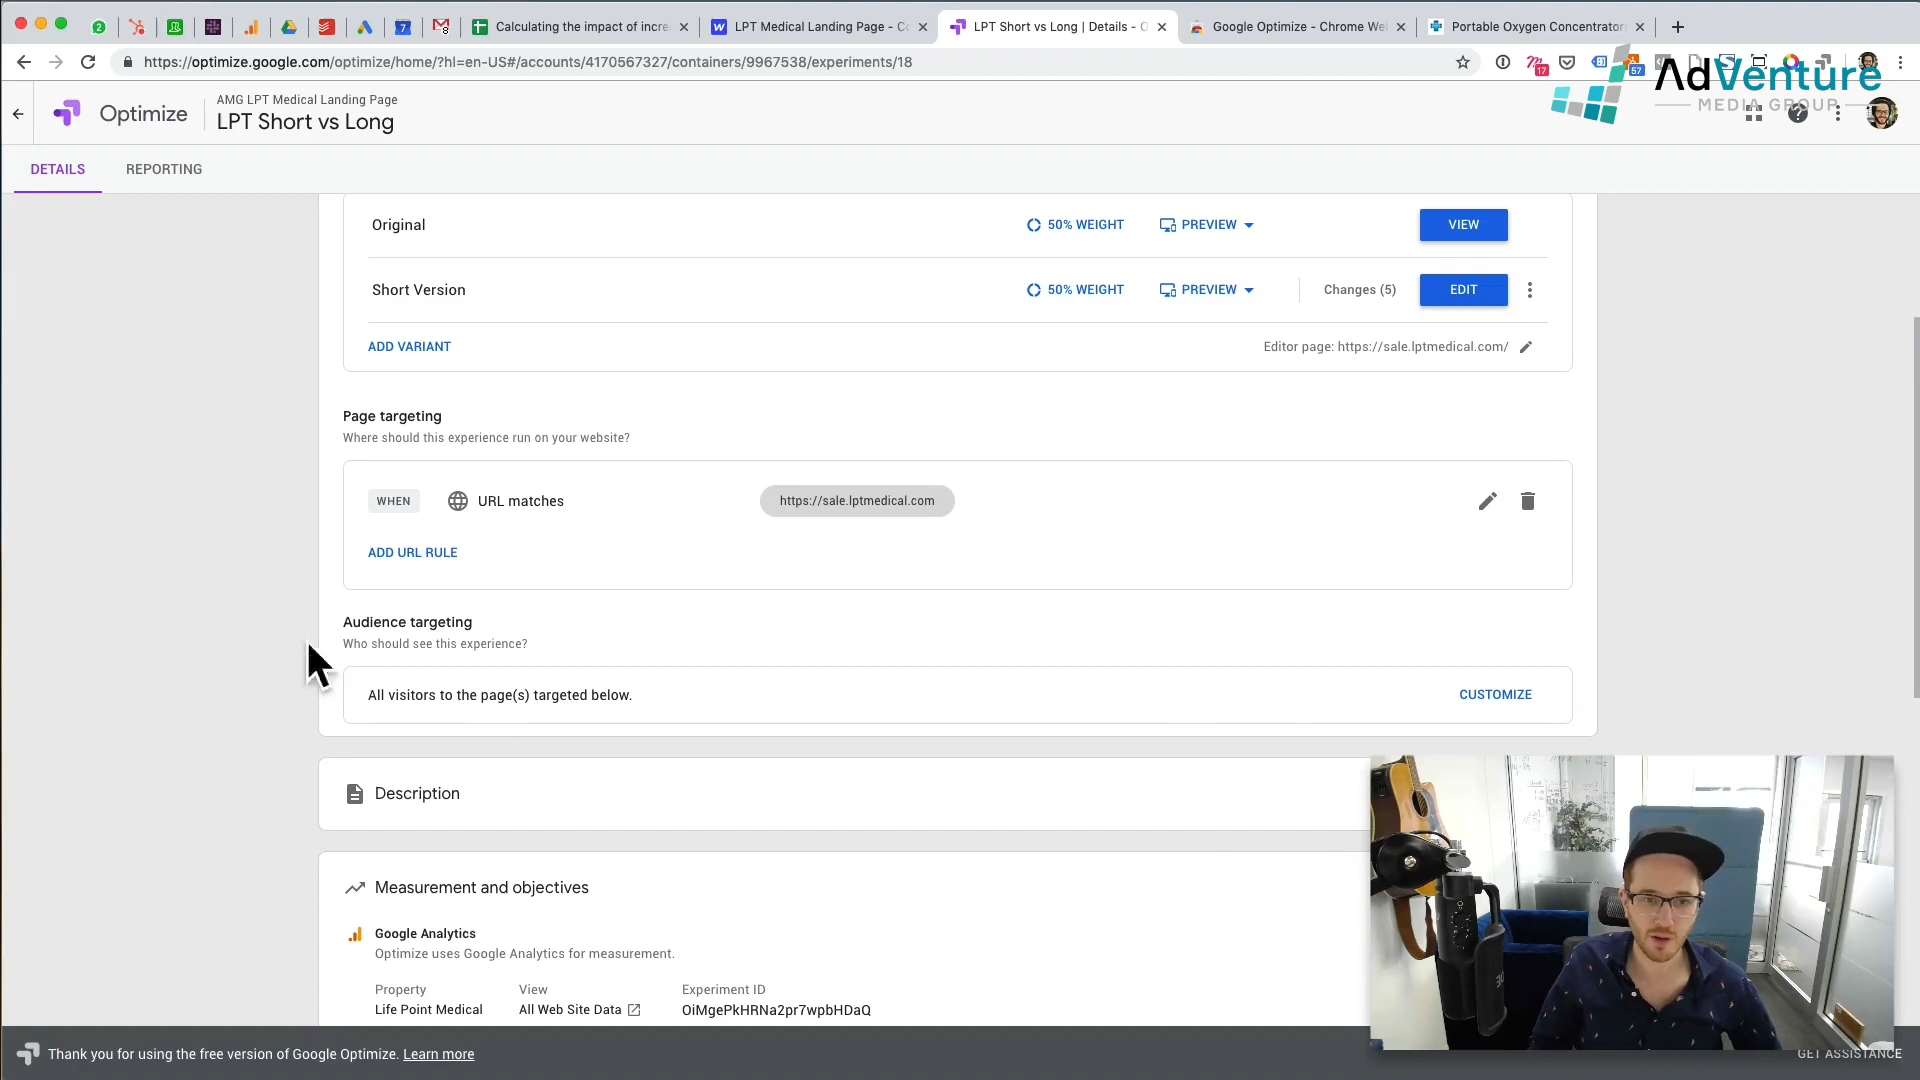 Calculating the impact of incre
LPT Medical Landing Page - Co
LPT Short vs Long | Details - O
Google Optimize - Chrome We
Portable Oxygen Concentrator
https://optimize.google.com/optimize/home/?hl=en-US#/accounts/4170567327/containers/9967538/experiments/18
17
57
AdVenture
MEDIA GROUP
Optimize
AMG LPT Medical Landing Page
LPT Short vs Long
DETAILS
REPORTING
Original
50% WEIGHT
PREVIEW
VIEW
Short Version
50% WEIGHT
PREVIEW
Changes (5)
EDIT
ADD VARIANT
Editor page: https://sale.lptmedical.com/
Page targeting
Where should this experience run on your website?
WHEN
URL matches
https://sale.lptmedical.com
ADD URL RULE
Audience targeting
Who should see this experience?
All visitors to the page(s) targeted below.
CUSTOMIZE
Description
Measurement and objectives
Google Analytics
Optimize uses Google Analytics for measurement.
Property
View
Experiment ID
Life Point Medical
All Web Site Data
OiMgePkHRNa2pr7wpbHDaQ
Thank you for using the free version of Google Optimize. Learn more
GET ASSISTANCE